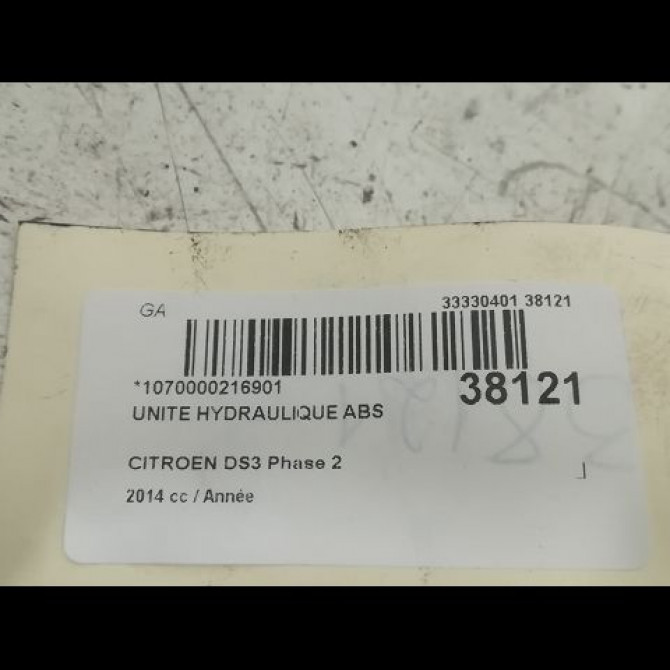 GA
33330401 38121
*1070000216901
38121
UNITE HYDRAULIQUE ABS
CITROEN DS3 Phase 2
2014 cc / Année